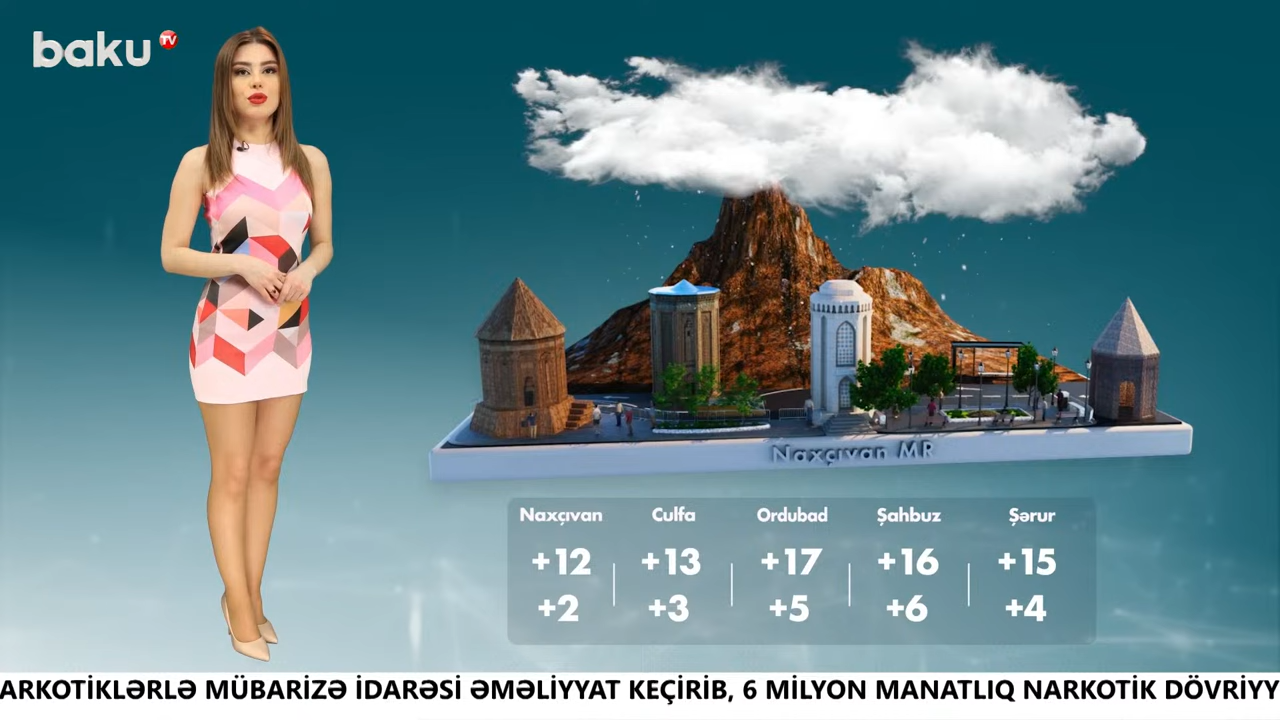 baku TV
Naxçıvan MR
Naxçıvan Culfa Ordubad Şahbuz Şərur
+12 +13 +17 +16 +15
+2 +3 +5 +6 +4
ARKOTİKLƏRLƏ MÜBARİZƏ İDARƏSİ ƏMƏLİYYAT KEÇİRİB, 6 MİLYON MANATLIQ NARKOTİK DÖVRİYY